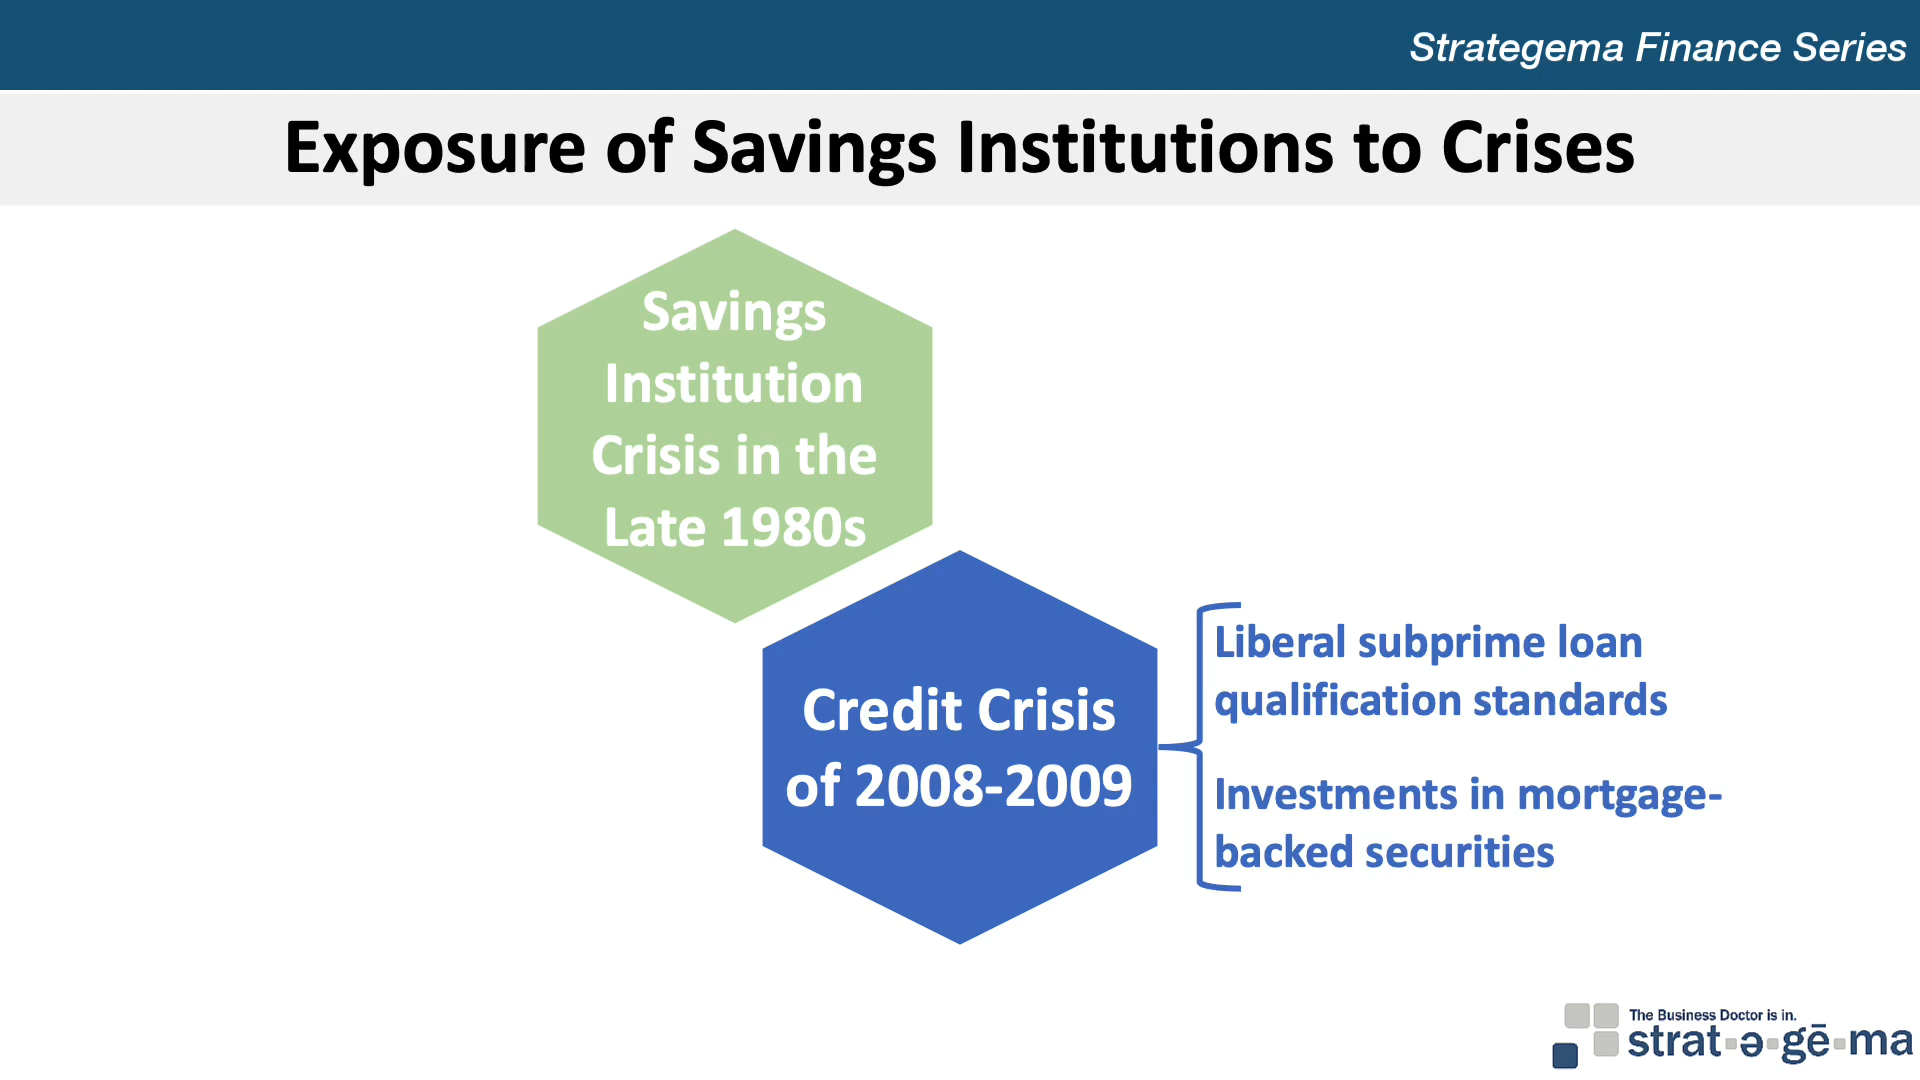 Strategema Finance Series
Exposure of Savings Institutions to Crises
Savings
Institution
Crisis in the
Late 1980s
Credit Crisis
of 2008-2009
Liberal subprime loan
qualification standards
Investments in mortgage-
backed securities
The Business Doctor is in.
strat-ə-gē-ma